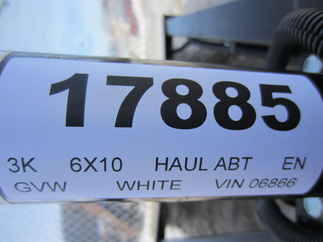 17885
3K 6X10 HAUL ABT EN
GVW WHITE VIN 06866